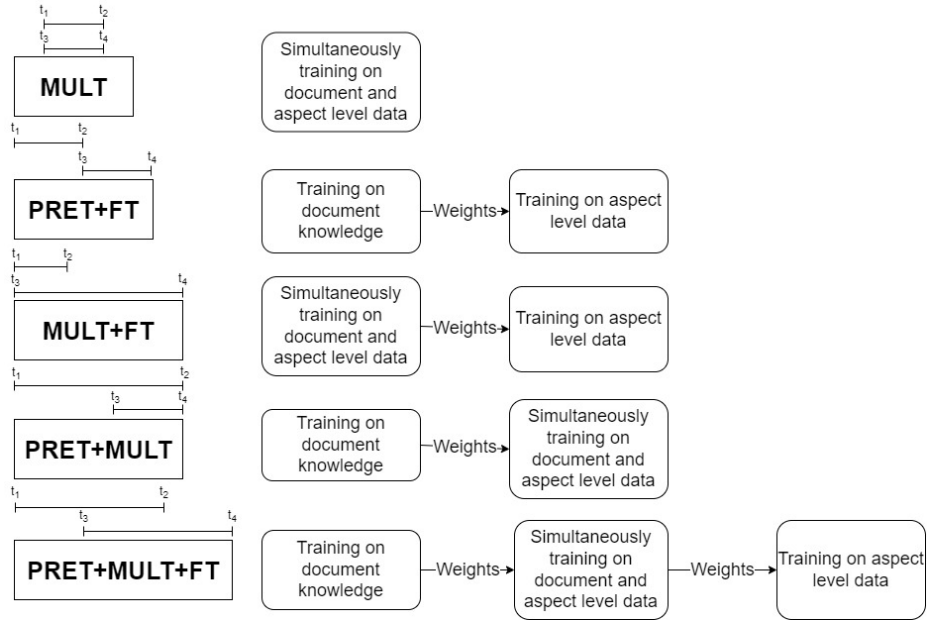 t1 t2
t3 t4
MULT
Simultaneously
training on
document and
aspect level data
t1 t2
t3 t4
PRET+FT
Training on
document
knowledge
Weights
Training on aspect
level data
t1 t2
t3 t4
MULT+FT
Simultaneously
training on
document and
aspect level data
Weights
Training on aspect
level data
t1 t2
t3 t4
PRET+MULT
Training on
document
knowledge
Weights
Simultaneously
training on
document and
aspect level data
t1 t2
t3 t4
PRET+MULT+FT
Training on
document
knowledge
Weights
Simultaneously
training on
document and
aspect level data
Weights
Training on aspect
level data